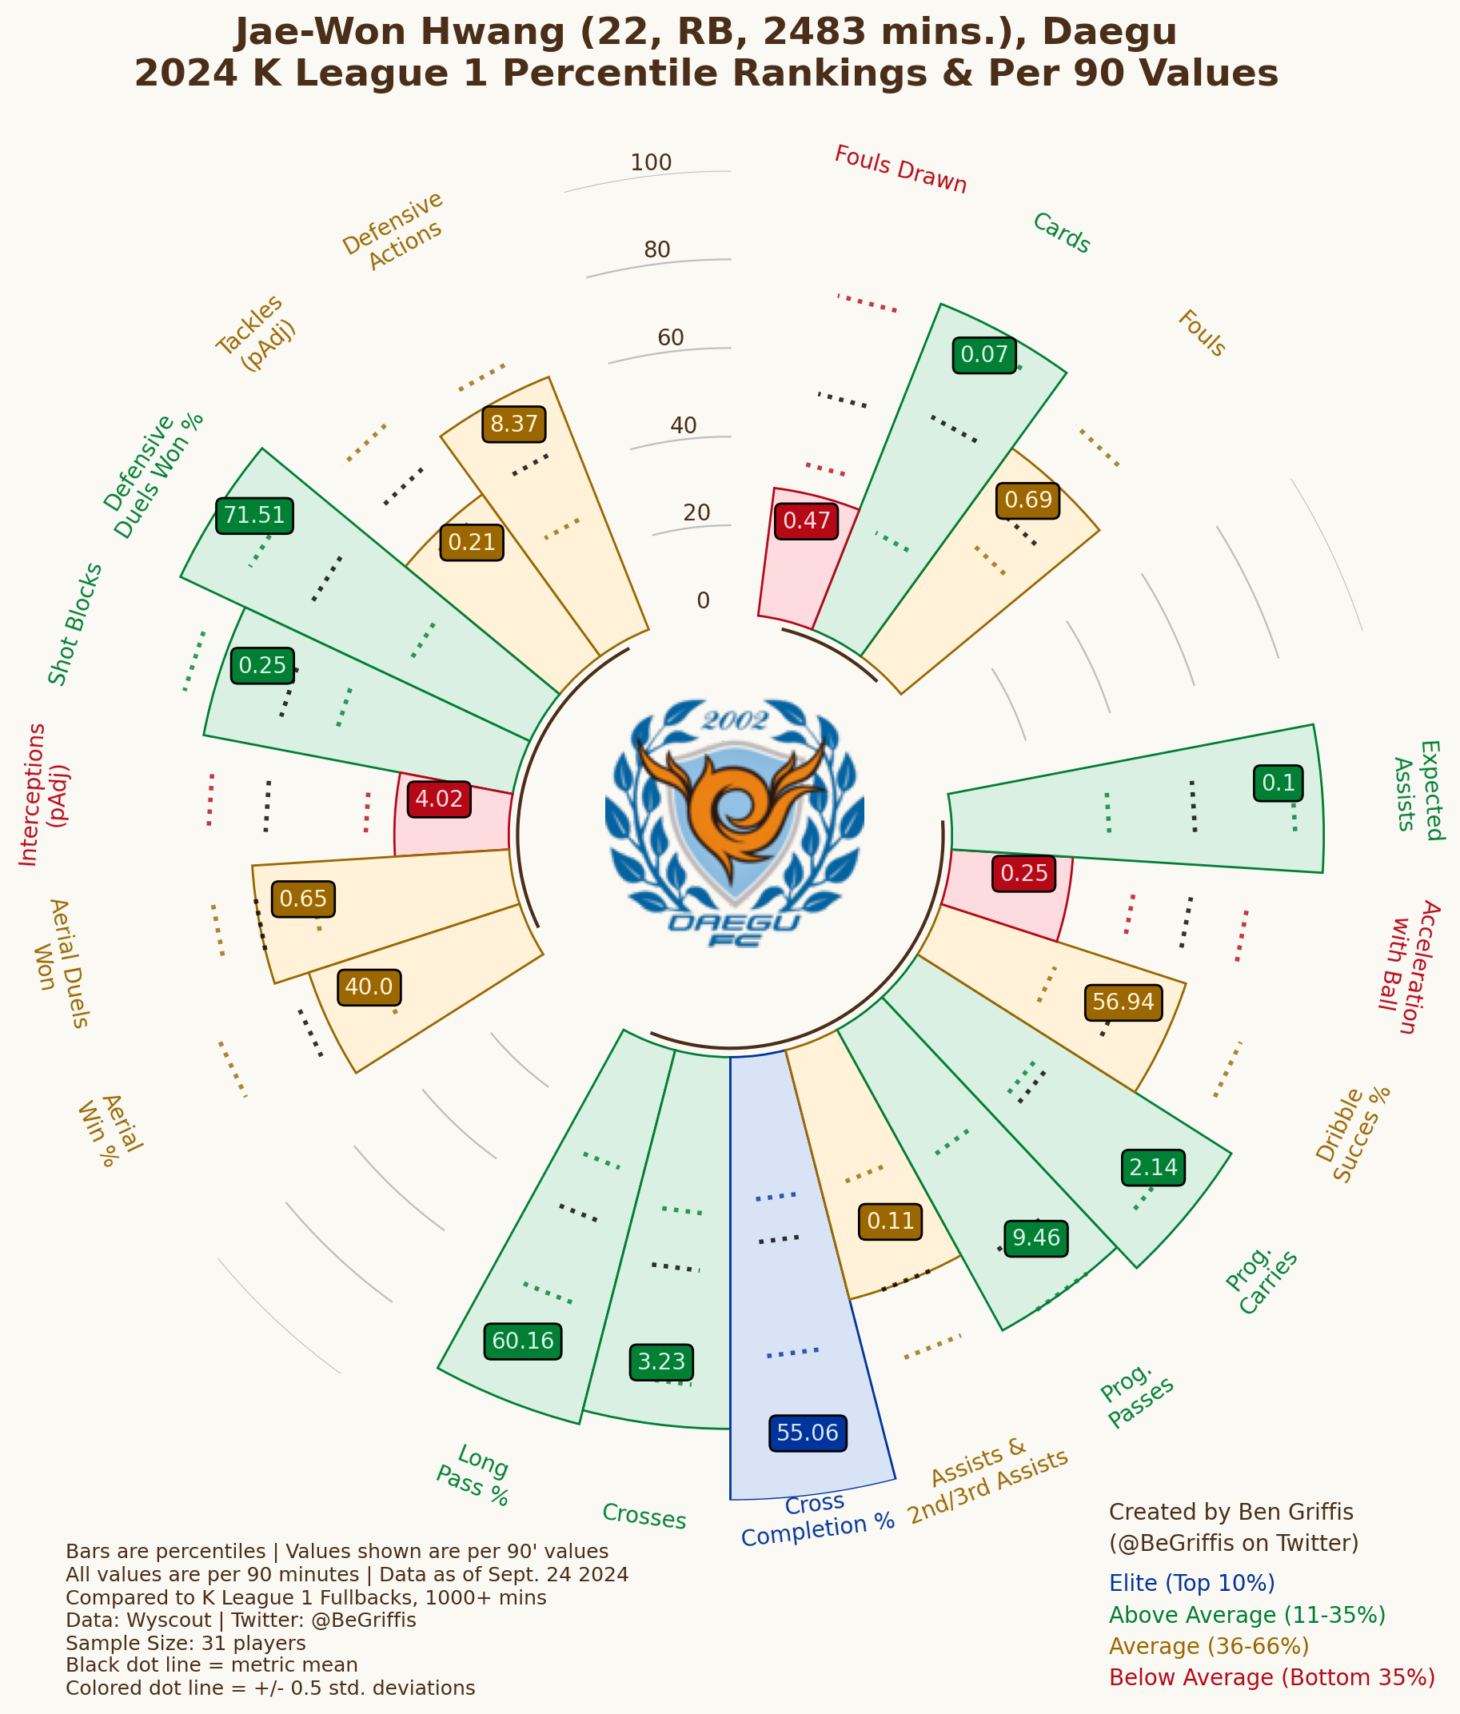 Jae-Won Hwang (22, RB, 2483 mins.), Daegu
2024 K League 1 Percentile Rankings & Per 90 Values
100
80
60
40
20
0
Fouls Drawn
0.47
Cards
0.07
Fouls
0.69
Expected
Assists
0.1
Acceleration
with Ball
0.25
Dribble
Succes %
56.94
Prog.
Carries
2.14
Prog.
Passes
9.46
Assists &
2nd/3rd Assists
0.11
Cross
Completion %
55.06
Crosses
3.23
Long
Pass %
60.16
Aerial
Win %
40.0
Aerial Duels
Won
0.65
Interceptions
(pAdj)
4.02
Shot Blocks
0.25
Defensive
Duels Won %
71.51
Tackles
(pAdj)
0.21
Defensive
Actions
8.37
2002
DAEGU
FC
Bars are percentiles | Values shown are per 90' values
All values are per 90 minutes | Data as of Sept. 24 2024
Compared to K League 1 Fullbacks, 1000+ mins
Data: Wyscout | Twitter: @BeGriffis
Sample Size: 31 players
Black dot line = metric mean
Colored dot line = +/- 0.5 std. deviations
Created by Ben Griffis
(@BeGriffis on Twitter)
Elite (Top 10%)
Above Average (11-35%)
Average (36-66%)
Below Average (Bottom 35%)